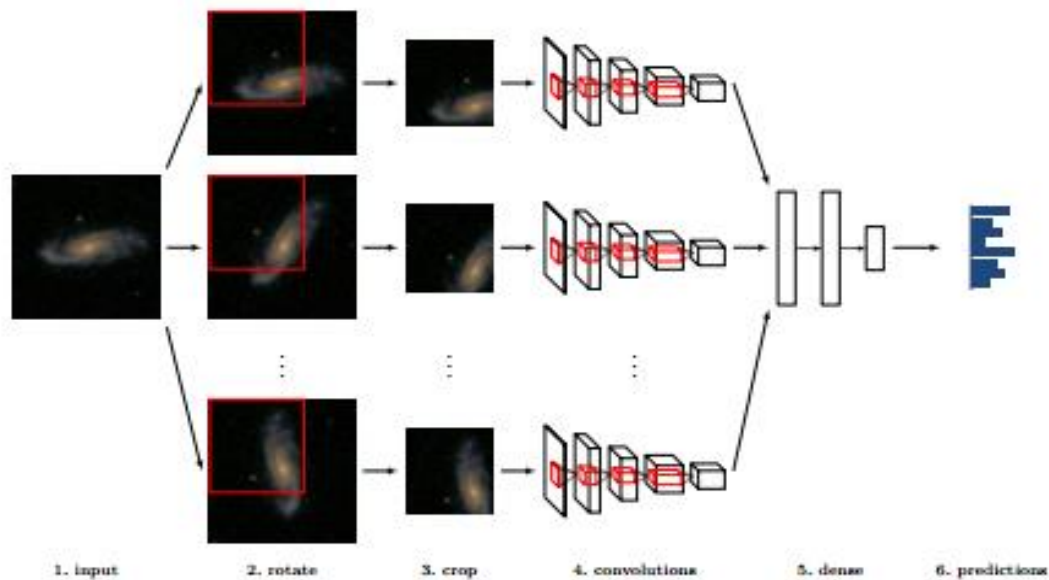 1. input
2. rotate
3. crop
4. convolutions
5. dense
6. predictions